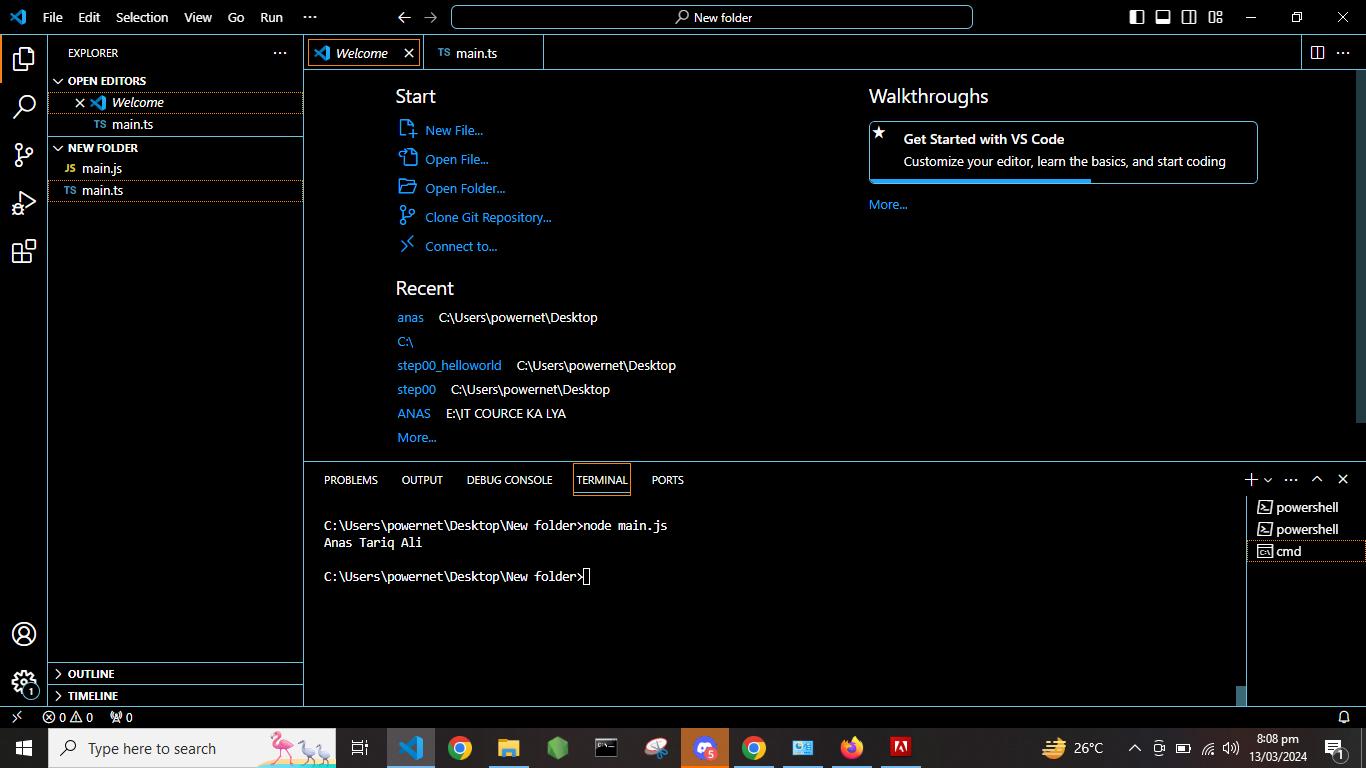 File Edit Selection View Go Run ···
New folder
EXPLORER ···
OPEN EDITORS
Welcome
TS main.ts
NEW FOLDER
JS main.js
TS main.ts
OUTLINE
TIMELINE
Welcome
TS main.ts
Start
New File...
Open File...
Open Folder...
Clone Git Repository...
Connect to...
Recent
anas C:\Users\powernet\Desktop
C:\
step00_helloworld C:\Users\powernet\Desktop
step00 C:\Users\powernet\Desktop
ANAS E:\IT COURCE KA LYA
More...
Walkthroughs
Get Started with VS Code
Customize your editor, learn the basics, and start coding
More...
PROBLEMS OUTPUT DEBUG CONSOLE TERMINAL PORTS
C:\Users\powernet\Desktop\New folder>node main.js
Anas Tariq Ali
C:\Users\powernet\Desktop\New folder>
powershell
powershell
cmd
1
0 0 0
Type here to search
5
26°C
8:08 pm
13/03/2024
1